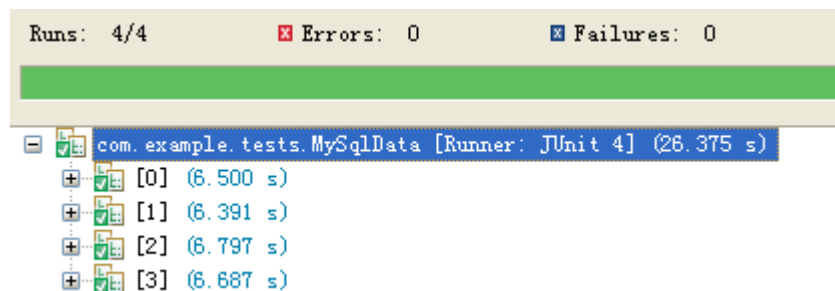 Runs: 4/4 Errors: 0 Failures: 0
com.example.tests.MySqlData [Runner: JUnit 4] (26.375 s)
[0] (6.500 s)
[1] (6.391 s)
[2] (6.797 s)
[3] (6.687 s)